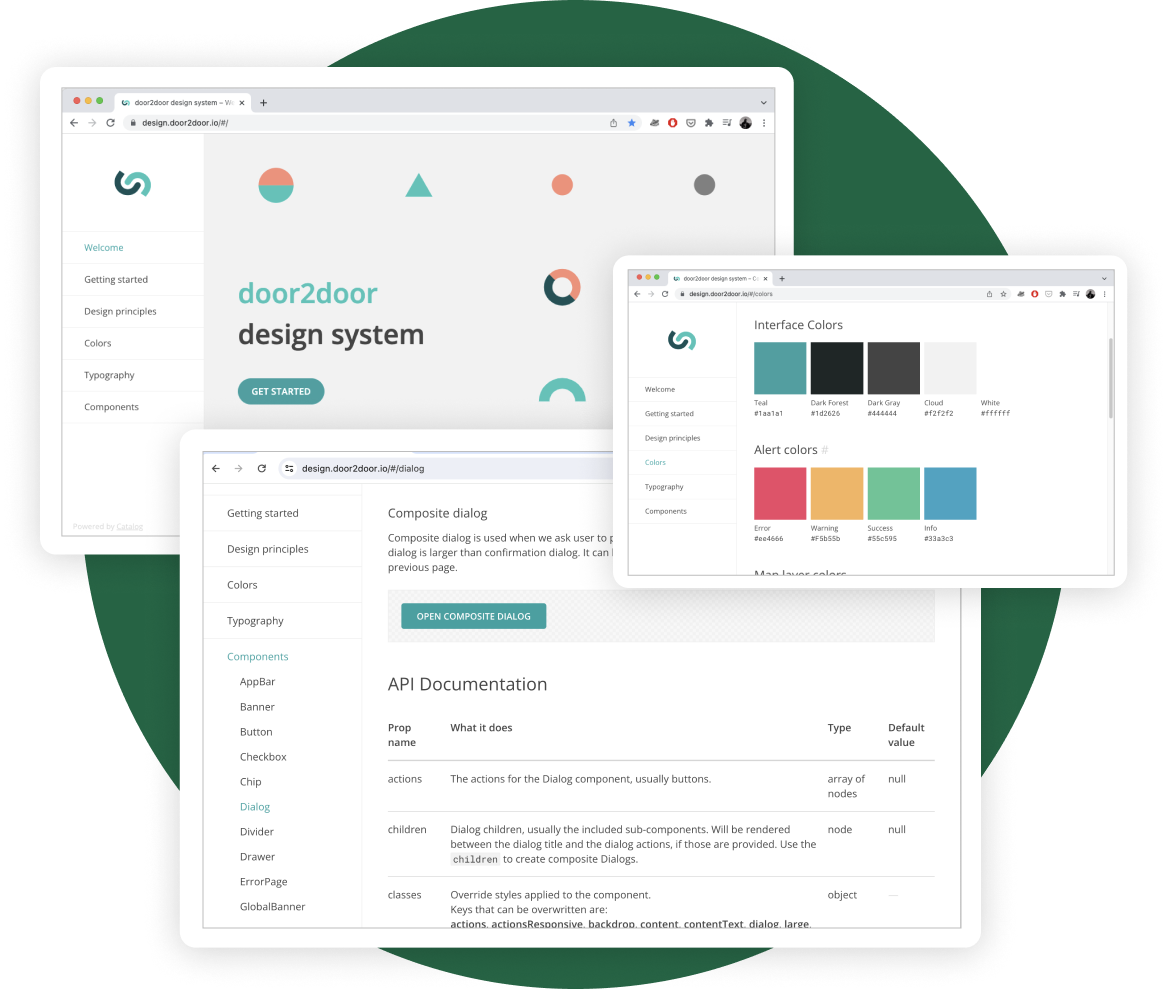 door2door design system – We
design.door2door.io/#/
Welcome
Getting started
Design principles
Colors
Typography
Components
Powered by Catalog
door2door
design system
GET STARTED
door2door design system – Co
design.door2door.io/#/colors
Welcome
Getting started
Design principles
Colors
Typography
Components
Interface Colors
Teal Dark Forest Dark Gray Cloud White
#1aa1a1 #1d2626 #444444 #f2f2f2 #ffffff
Alert colors #
Error Warning Success Info
#ee4666 #F5b55b #55c595 #33a3c3
Map layer colors
design.door2door.io/#/dialog
Getting started
Design principles
Colors
Typography
Components
AppBar
Banner
Button
Checkbox
Chip
Dialog
Divider
Drawer
ErrorPage
GlobalBanner
Composite dialog
Composite dialog is used when we ask user to
dialog is larger than confirmation dialog. It can
previous page.
OPEN COMPOSITE DIALOG
API Documentation
Prop What it does Type Default
name value
actions The actions for the Dialog component, usually buttons. array of null
nodes
children Dialog children, usually the included sub-components. Will be rendered node null
between the dialog title and the dialog actions, if those are provided. Use the
children to create composite Dialogs.
classes Override styles applied to the component. object —
Keys that can be overwritten are:
actions, actionsResponsive, backdrop, content, contentText, dialog, large,